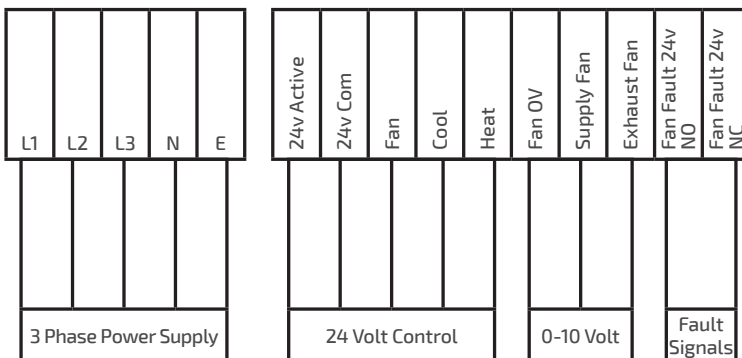 L1
L2
L3
N
E
24v Active
24v Com
Fan
Cool
Heat
Fan 0V
Supply Fan
Exhaust Fan
Fan Fault 24v
NO
Fan Fault 24v
NC
3 Phase Power Supply
24 Volt Control
0-10 Volt
Fault
Signals